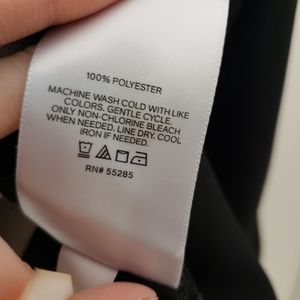 100% POLYESTER
MACHINE WASH COLD WITH LIKE
COLORS. GENTLE CYCLE.
ONLY NON-CHLORINE BLEACH
WHEN NEEDED. LINE DRY. COOL
IRON IF NEEDED.
RN# 55285